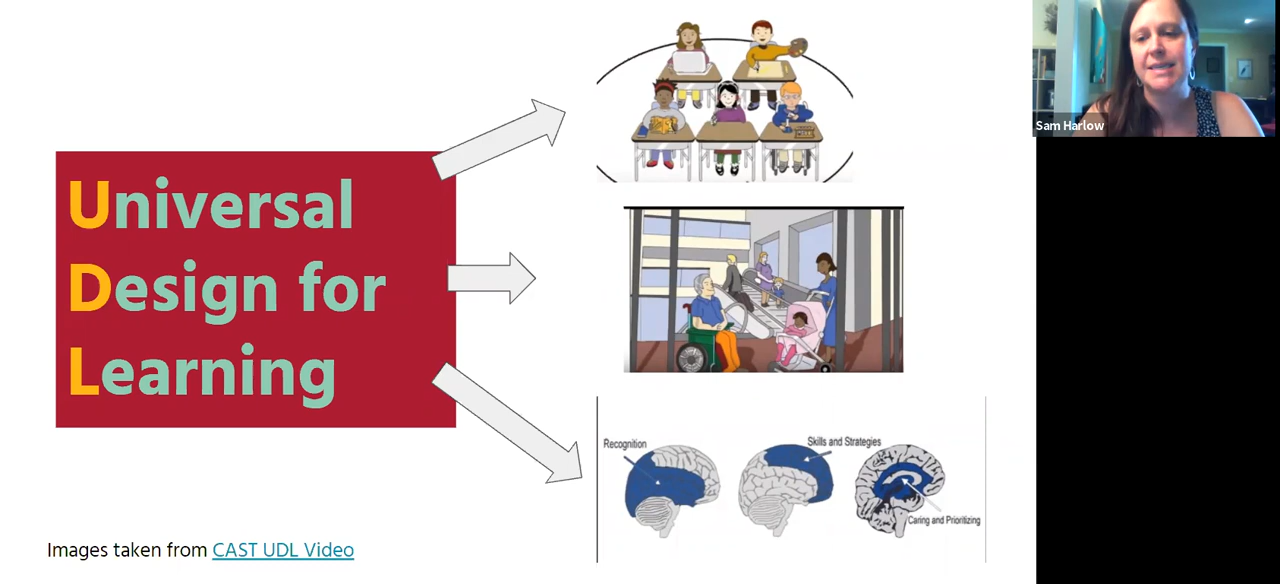 Sam Harlow
Universal
Design for
Learning
Recognition
Skills and Strategies
Caring and Prioritizing
Images taken from CAST UDL Video